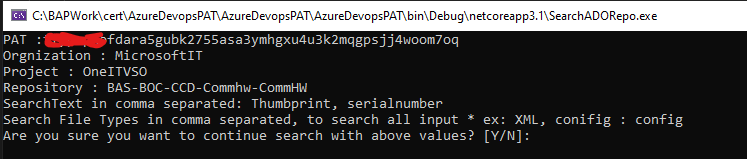 C:\BAPWork\cert\AzureDevopsPAT\AzureDevopsPAT\AzureDevopsPAT\bin\Debug\netcoreapp3.1\SearchADORepo.exe
PAT : fdara5gubk2755asa3ymhgxu4u3k2mqgpsjj4woom7oq
Orgnization : MicrosoftIT
Project : OneITVSO
Repository : BAS-BOC-CCD-Commhw-CommHW
SearchText in comma separated: Thumbprint, serialnumber
Search File Types in comma separated, to search all input * ex: XML, conifig : config
Are you sure you want to continue search with above values? [Y/N]: